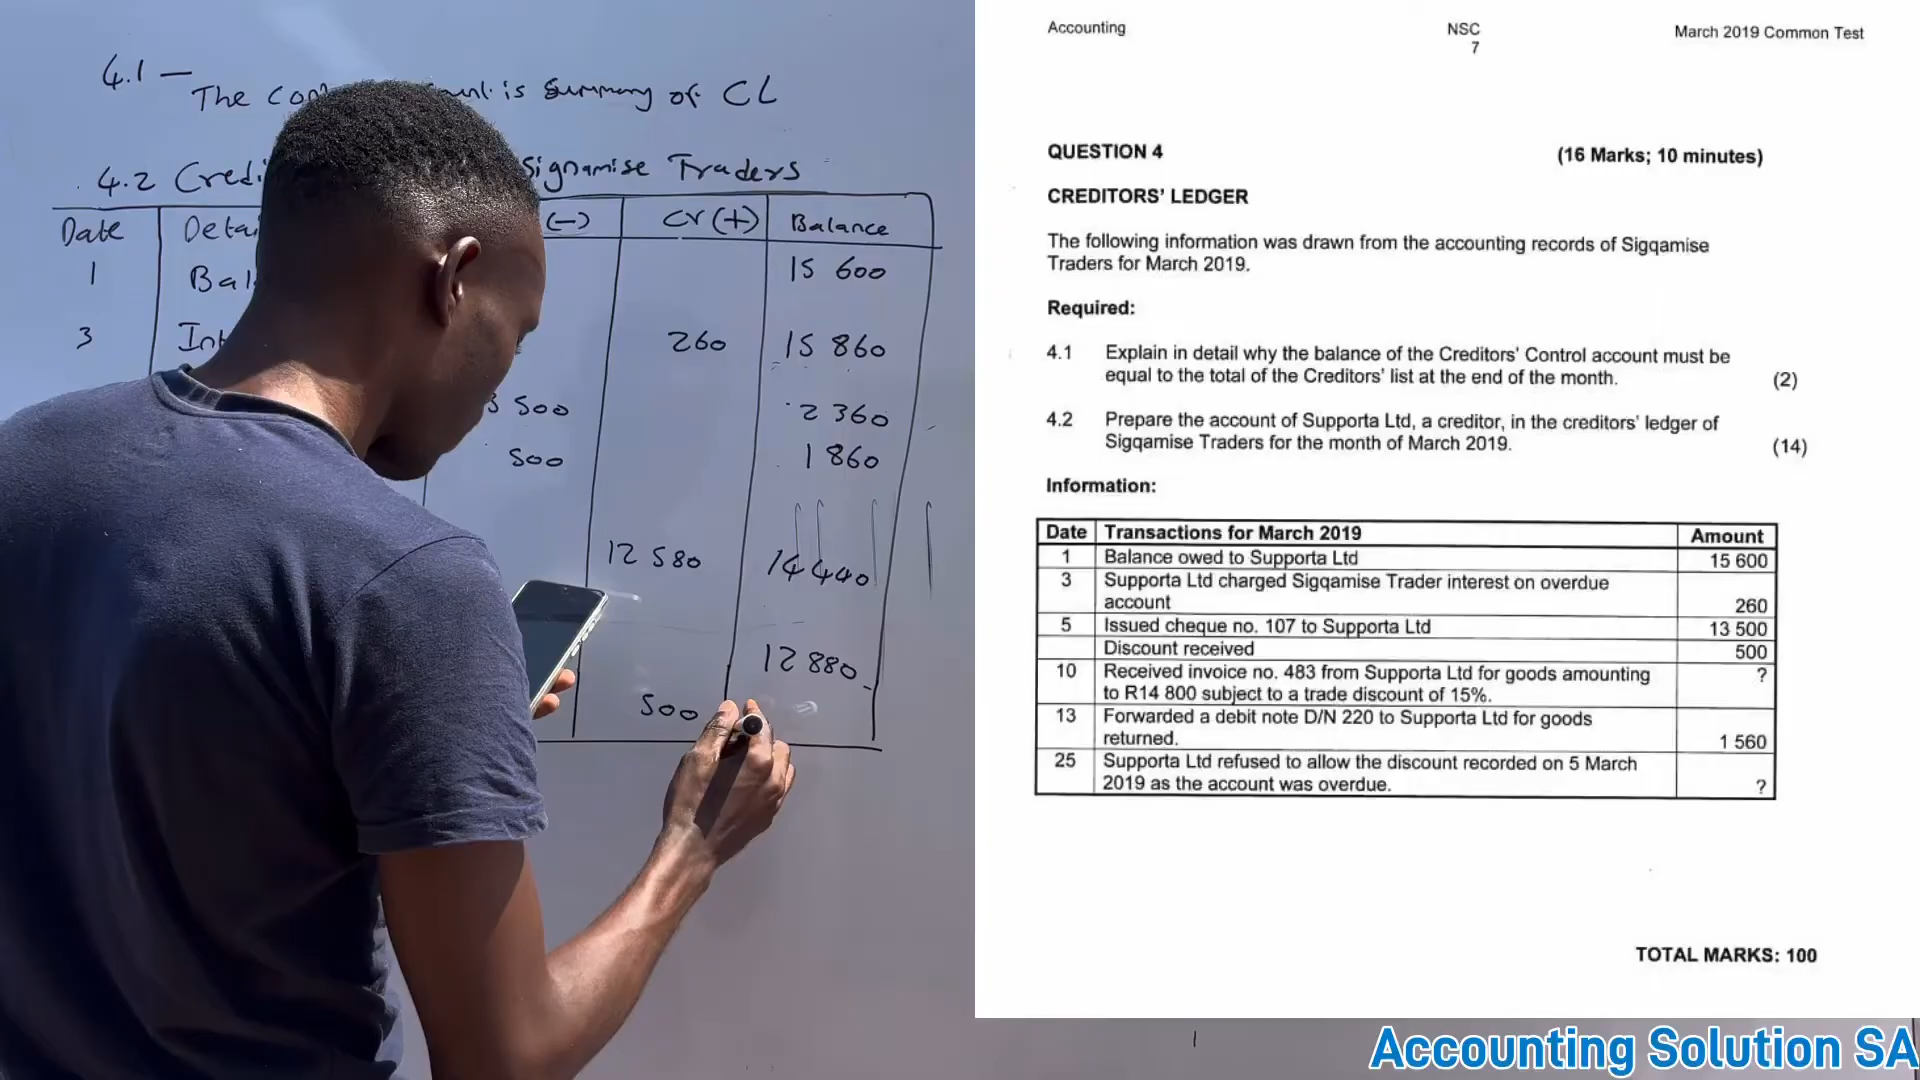 4.1 —
The is Summary of CL
4.2 Signamise Traders
Date (-) Cr (+) Balance
1 15 600
3 260 15 860
500 2 360
500 1 860
12 580 14 440
12 880
500
Accounting NSC March 2019 Common Test
7
QUESTION 4 (16 Marks; 10 minutes)
CREDITORS' LEDGER
The following information was drawn from the accounting records of Sigqamise
Traders for March 2019.
Required:
4.1 Explain in detail why the balance of the Creditors' Control account must be
equal to the total of the Creditors' list at the end of the month. (2)
4.2 Prepare the account of Supporta Ltd, a creditor, in the creditors' ledger of
Sigqamise Traders for the month of March 2019. (14)
Information:
Date Transactions for March 2019 Amount
1 Balance owed to Supporta Ltd 15 600
3 Supporta Ltd charged Sigqamise Trader interest on overdue
account 260
5 Issued cheque no. 107 to Supporta Ltd 13 500
Discount received 500
10 Received invoice no. 483 from Supporta Ltd for goods amounting ?
to R14 800 subject to a trade discount of 15%.
13 Forwarded a debit note D/N 220 to Supporta Ltd for goods
returned. 1 560
25 Supporta Ltd refused to allow the discount recorded on 5 March
2019 as the account was overdue. ?
TOTAL MARKS: 100
Accounting Solution SA